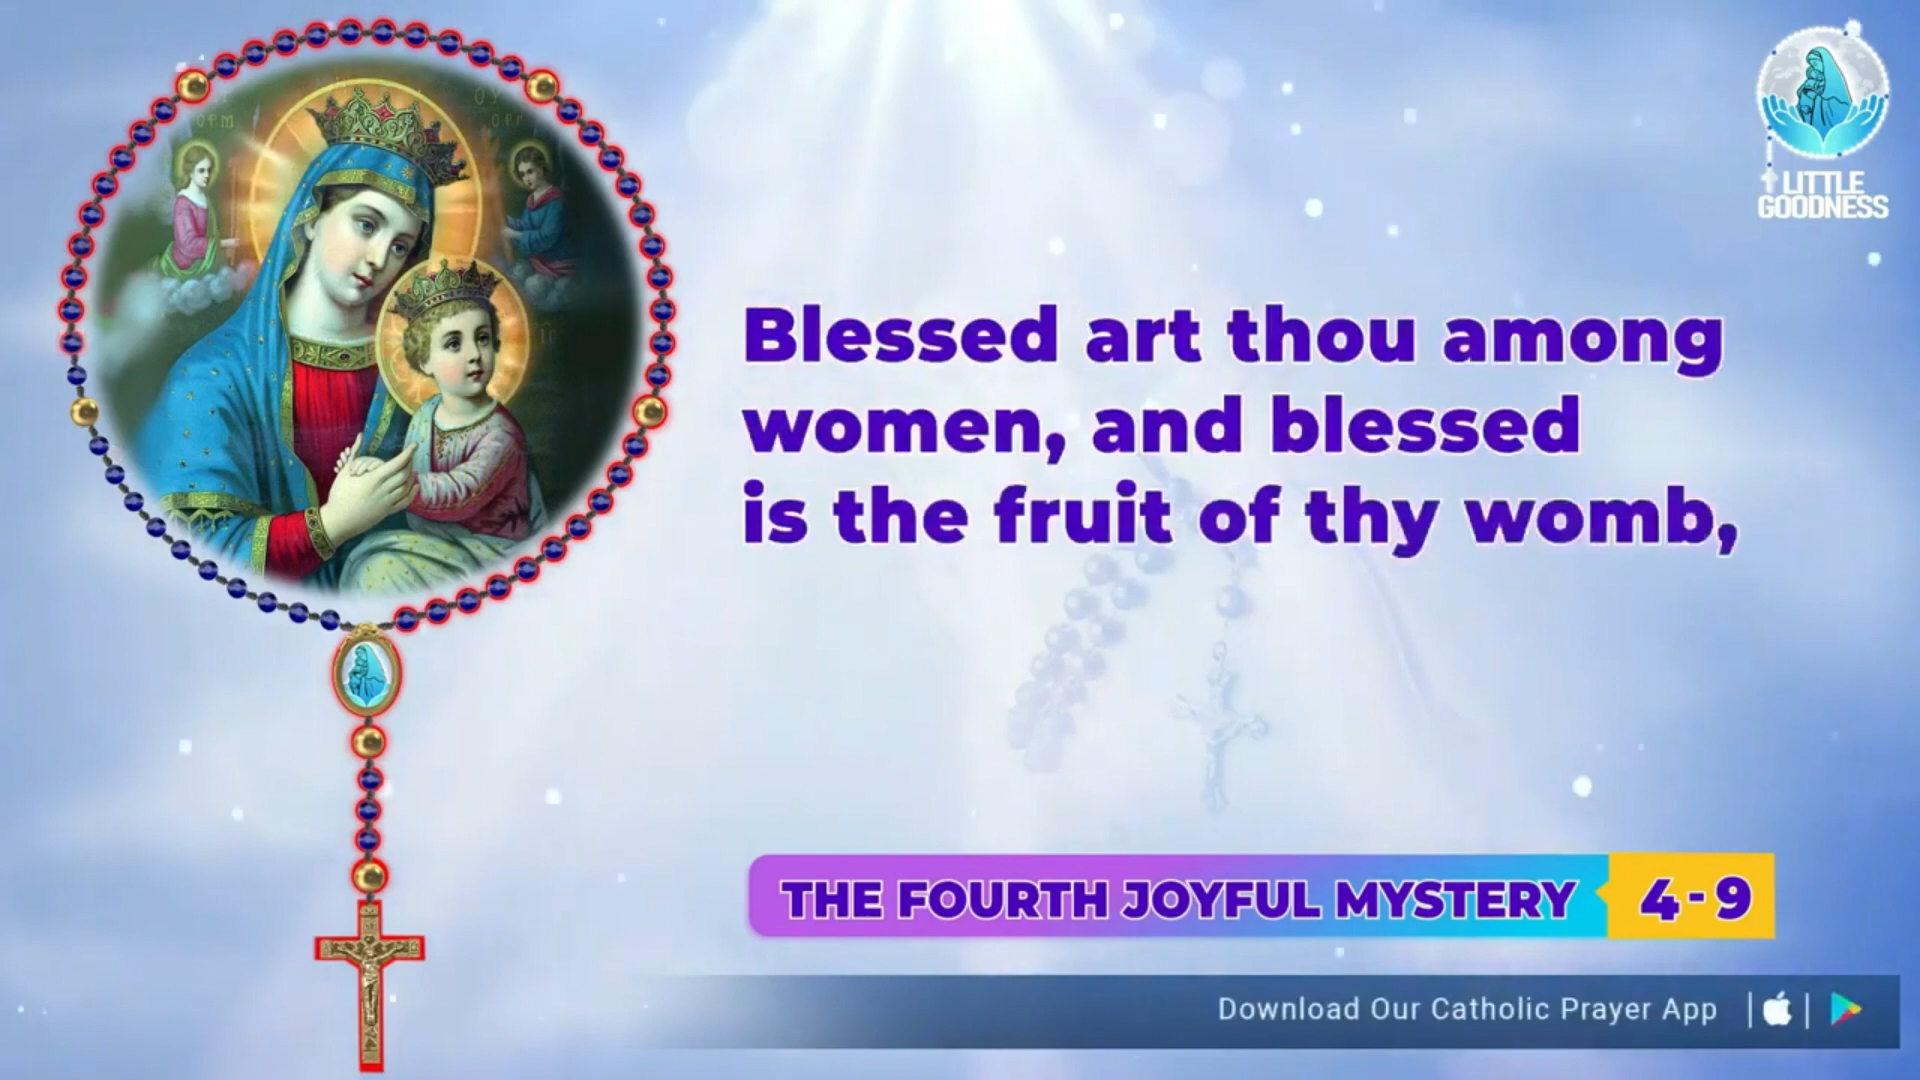 LITTLE
GOODNESS
Blessed art thou among
women, and blessed
is the fruit of thy womb,
THE FOURTH JOYFUL MYSTERY 4-9
Download Our Catholic Prayer App